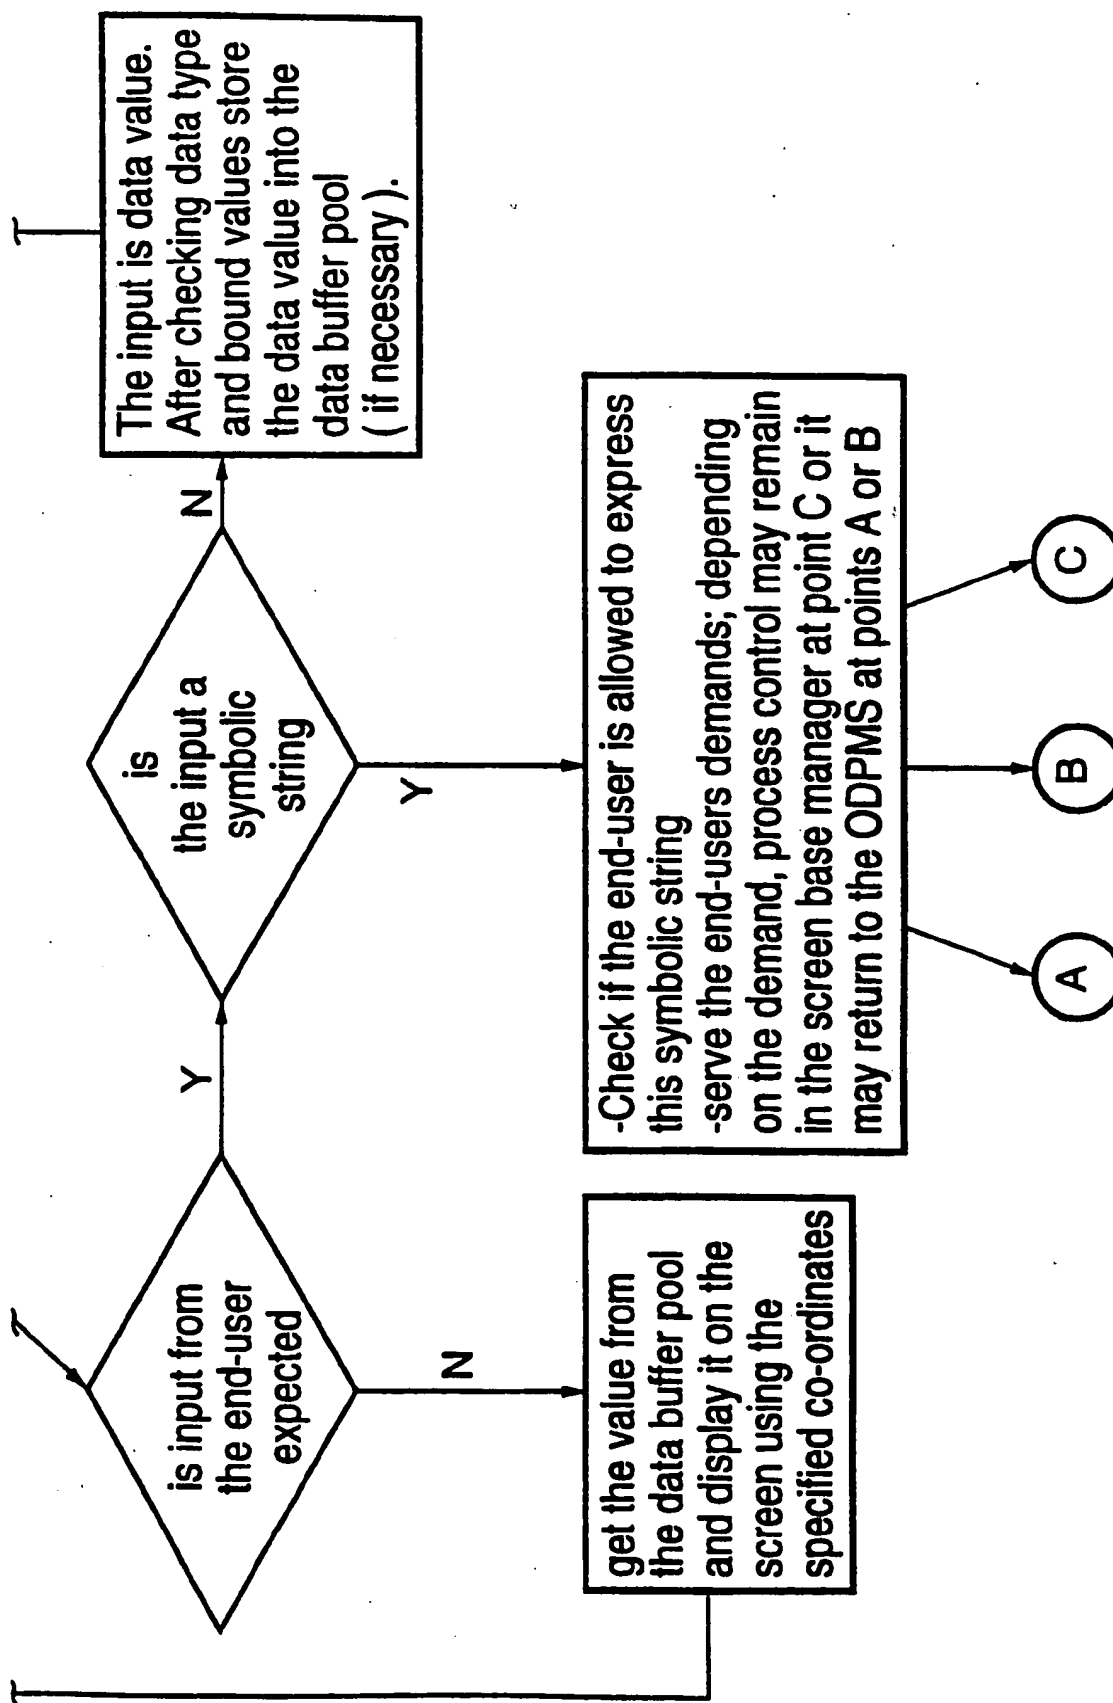 is input from
the end-user
expected
Y
N
get the value from
the data buffer pool
and display it on the
screen using the
specified co-ordinates
is
the input a
symbolic
string
N
Y
The input is data value.
After checking data type
and bound values store
the data value into the
data buffer pool
( if necessary ).
-Check if the end-user is allowed to express
this symbolic string
-serve the end-users demands; depending
on the demand, process control may remain
in the screen base manager at point C or it
may return to the ODPMS at points A or B
A
B
C